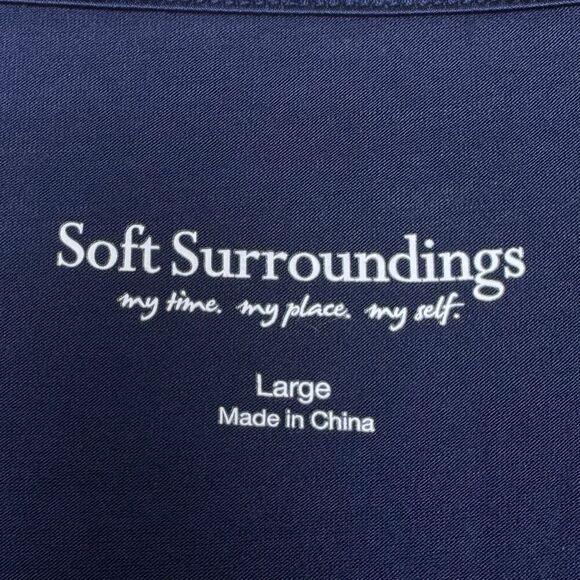 Soft Surroundings
my time. my place. my self.
Large
Made in China